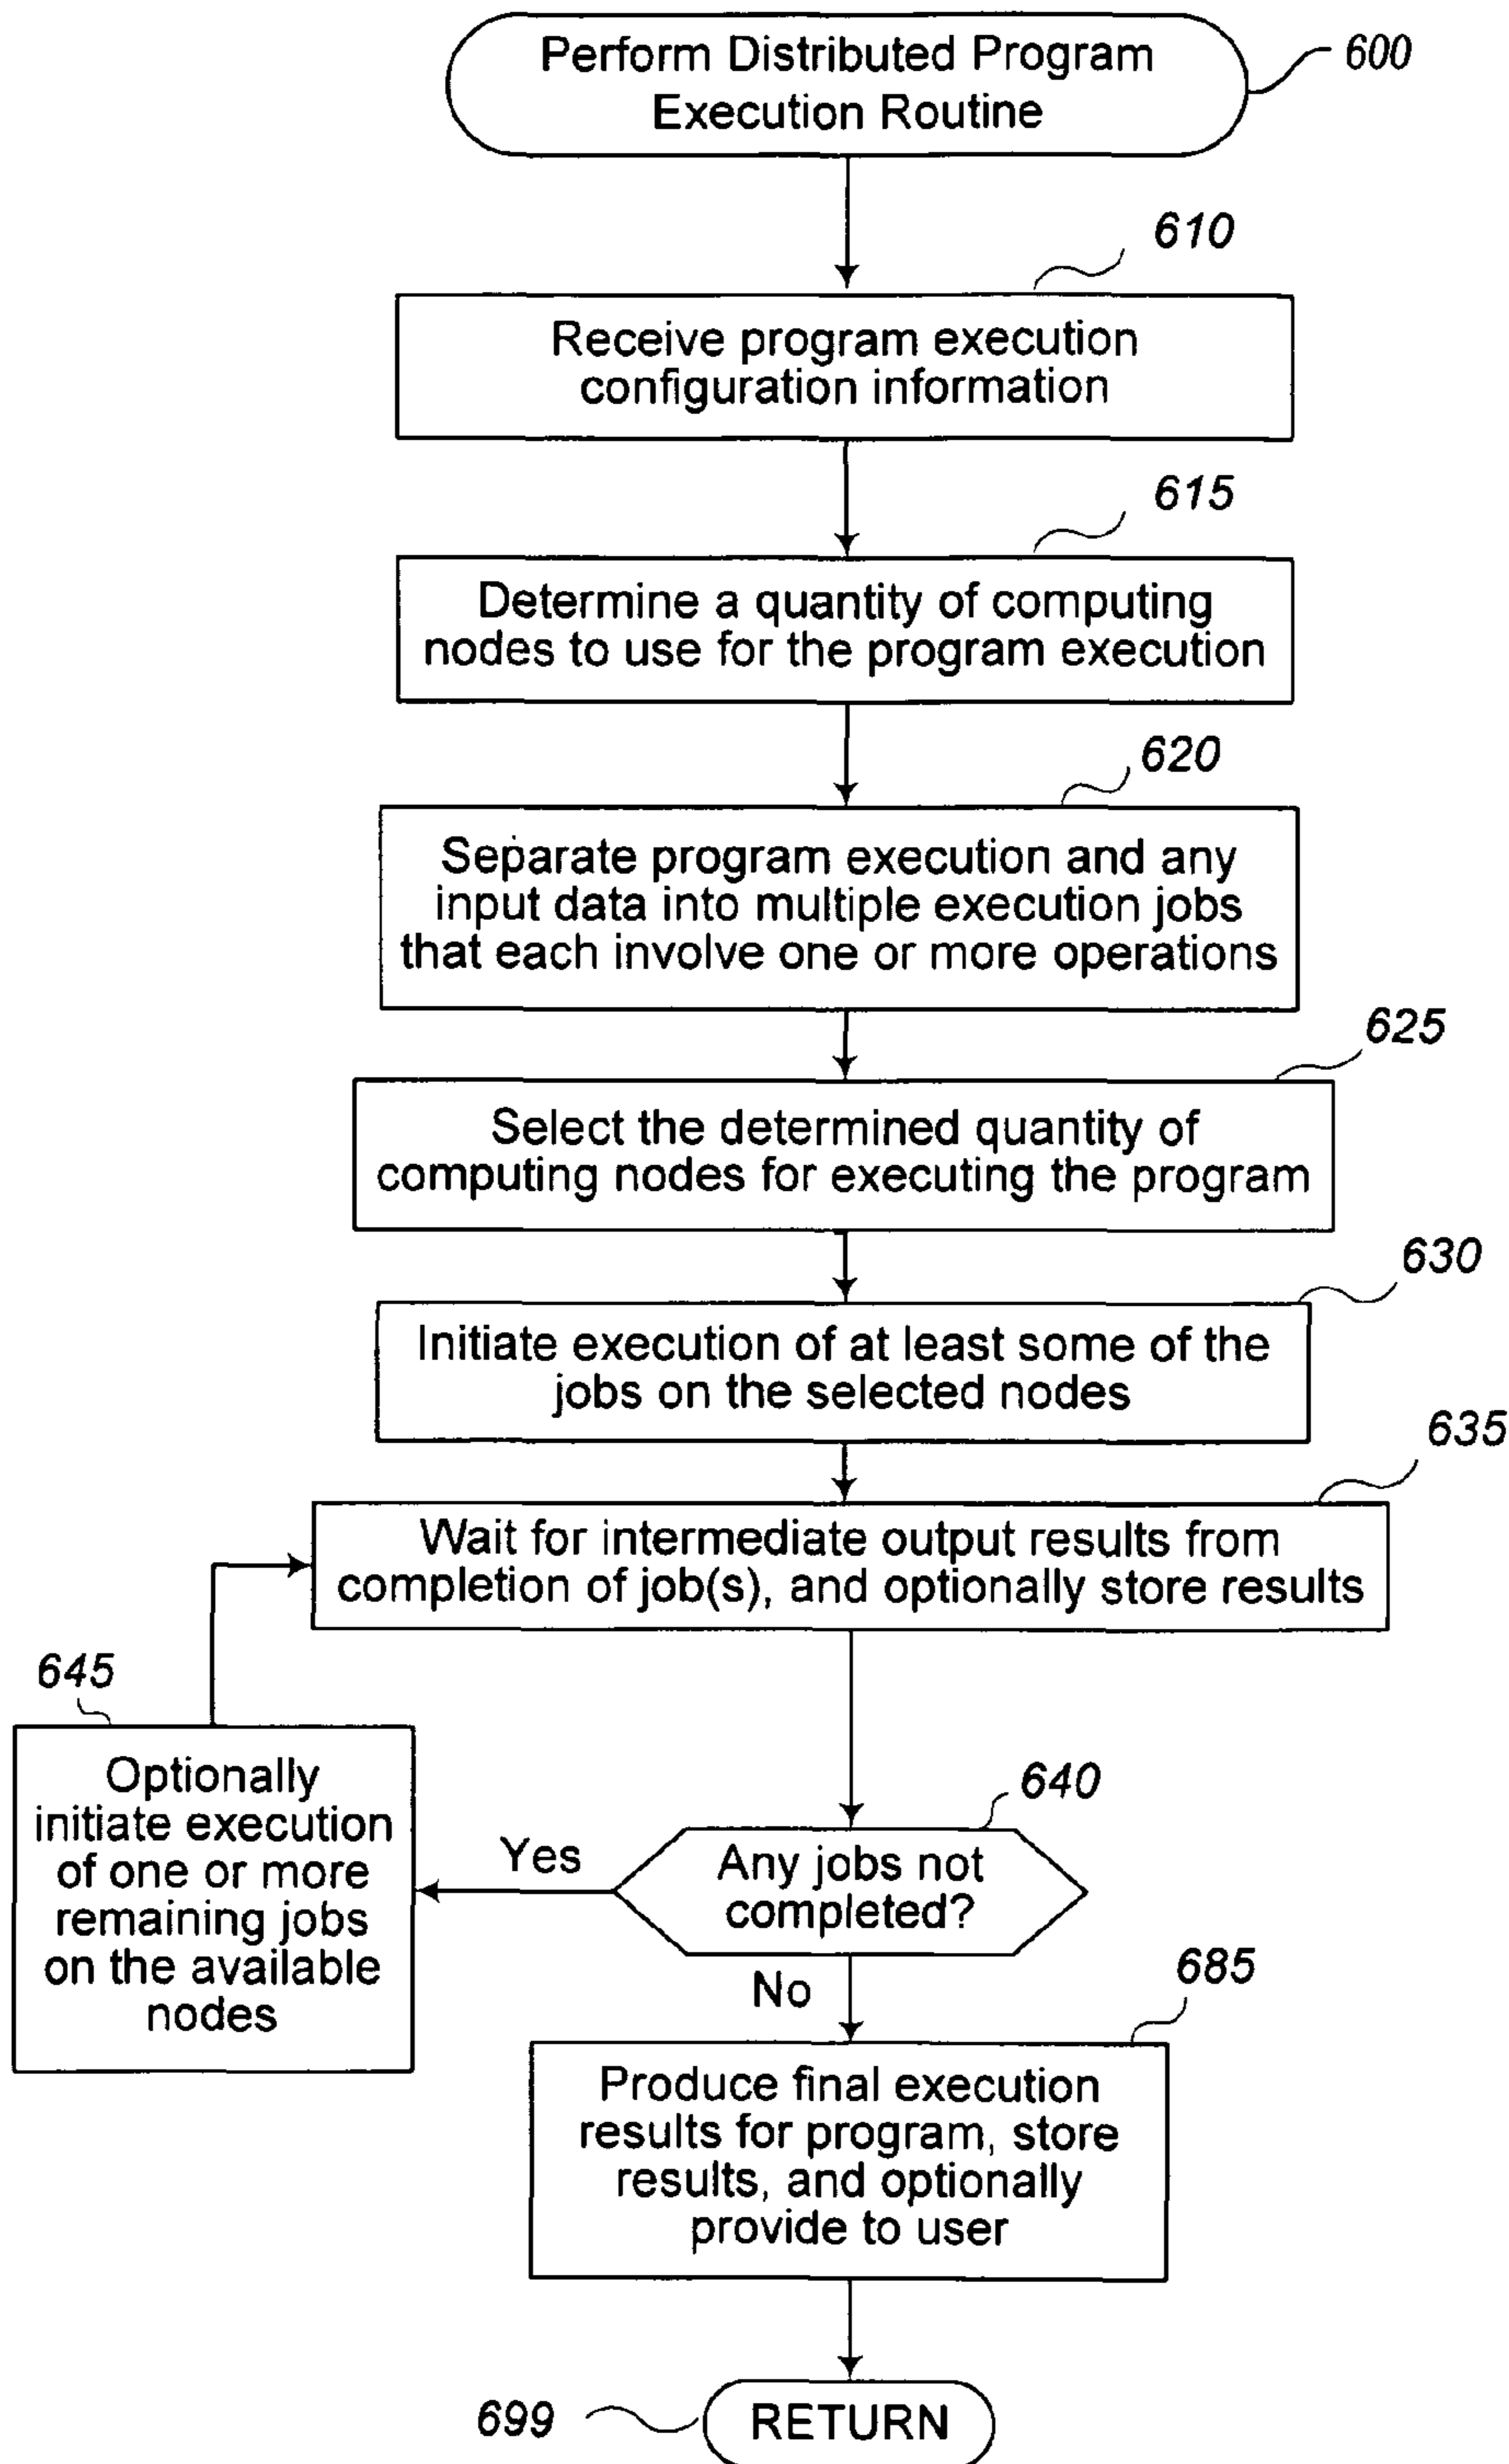 Perform Distributed Program
Execution Routine
600
610
Receive program execution
configuration information
615
Determine a quantity of computing
nodes to use for the program execution
620
Separate program execution and any
input data into multiple execution jobs
that each involve one or more operations
625
Select the determined quantity of
computing nodes for executing the program
630
Initiate execution of at least some of the
jobs on the selected nodes
635
Wait for intermediate output results from
completion of job(s), and optionally store results
645
Optionally
initiate execution
of one or more
remaining jobs
on the available
nodes
Yes
640
Any jobs not
completed?
No
685
Produce final execution
results for program, store
results, and optionally
provide to user
699
RETURN